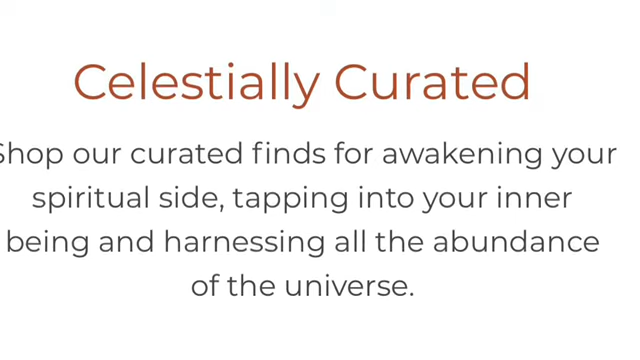 Celestially Curated
Shop our curated finds for awakening your
spiritual side, tapping into your inner
being and harnessing all the abundance
of the universe.